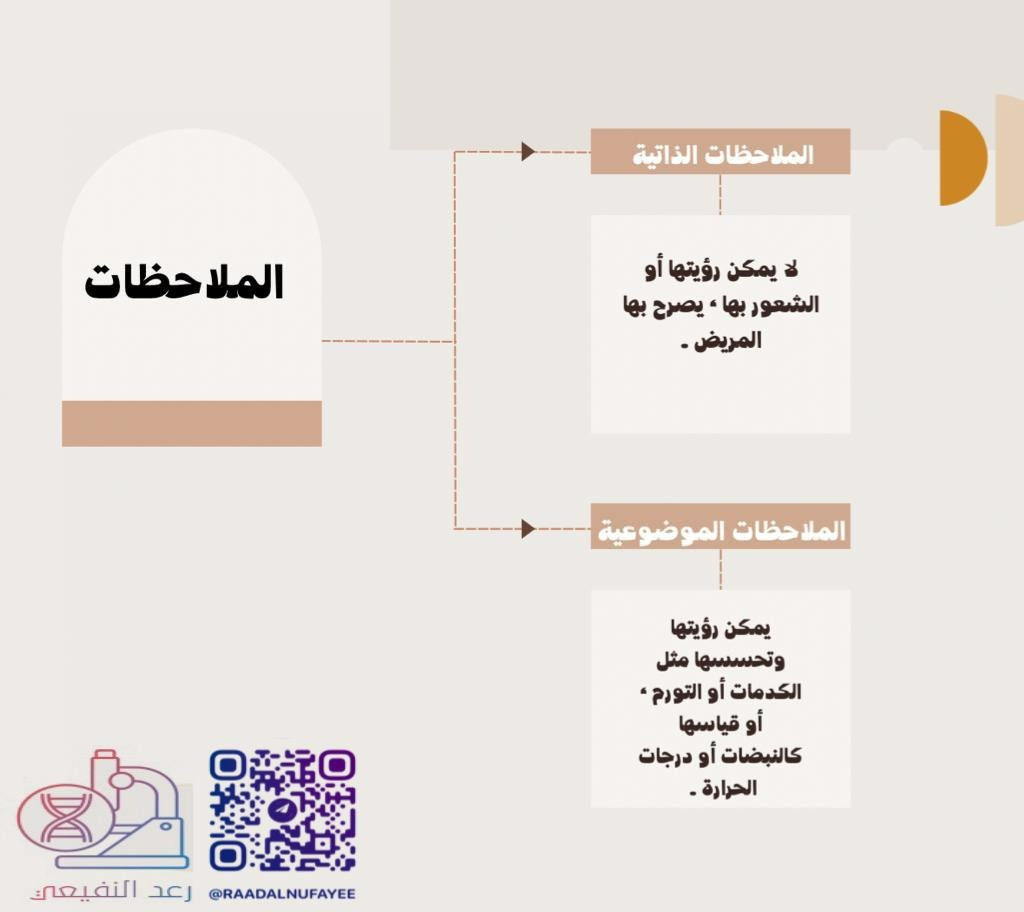 الملاحظات
الملاحظات الذاتية
لا يمكن رؤيتها أو
الشعور بها ، يصرح بها
المريض .
الملاحظات الموضوعية
يمكن رؤيتها
وتحسسها مثل
الكدمات أو التورم ،
أو قياسها
كالنبضات أو درجات
الحرارة .
رعد النفيعي
@RAADALNUFAYEE